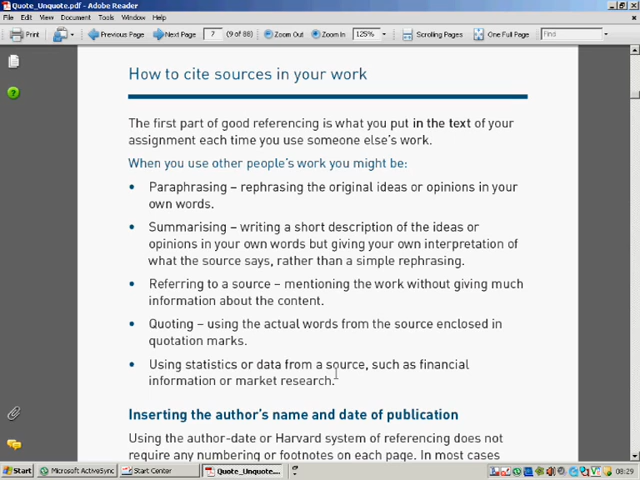 Quote_Unquote.pdf - Adobe Reader
File Edit View Document Tools Window Help
Print Previous Page Next Page 7 (9 of 88) Zoom Out Zoom In 125% Scrolling Pages One Full Page Find
How to cite sources in your work
The first part of good referencing is what you put in the text of your
assignment each time you use someone else's work.
When you use other people's work you might be:
• Paraphrasing – rephrasing the original ideas or opinions in your
own words.
• Summarising – writing a short description of the ideas or
opinions in your own words but giving your own interpretation of
what the source says, rather than a simple rephrasing.
• Referring to a source – mentioning the work without giving much
information about the content.
• Quoting – using the actual words from the source enclosed in
quotation marks.
• Using statistics or data from a source, such as financial
information or market research.
Inserting the author's name and date of publication
Using the author-date or Harvard system of referencing does not
require any numbering or footnotes on each page. In most cases
Start Microsoft ActiveSync Start Center Quote_Unquote.... 08:29